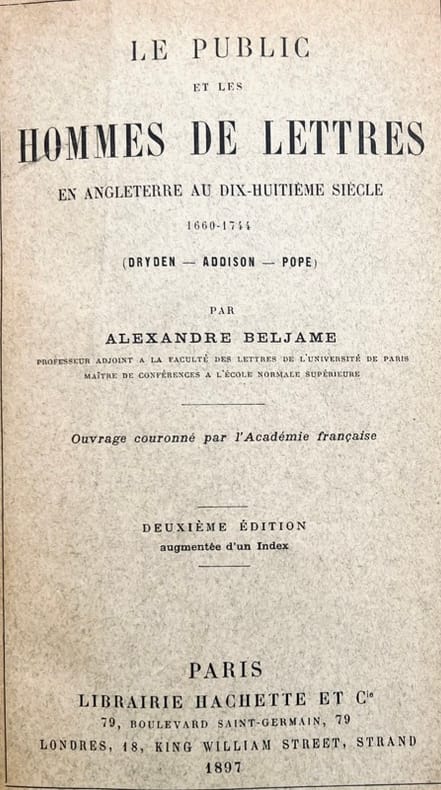 LE PUBLIC
ET LES
HOMMES DE LETTRES
EN ANGLETERRE AU DIX-HUITIÈME SIÈCLE
1660-1744
(DRYDEN — ADDISON — POPE)
PAR
ALEXANDRE BELJAME
PROFESSEUR ADJOINT A LA FACULTÉ DES LETTRES DE L'UNIVERSITÉ DE PARIS
MAÎTRE DE CONFÉRENCES A L'ÉCOLE NORMALE SUPÉRIEURE
Ouvrage couronné par l'Académie française
DEUXIÈME ÉDITION
augmentée d'un Index
PARIS
LIBRAIRIE HACHETTE ET Cie
79, BOULEVARD SAINT-GERMAIN, 79
LONDRES, 18, KING WILLIAM STREET, STRAND
1897